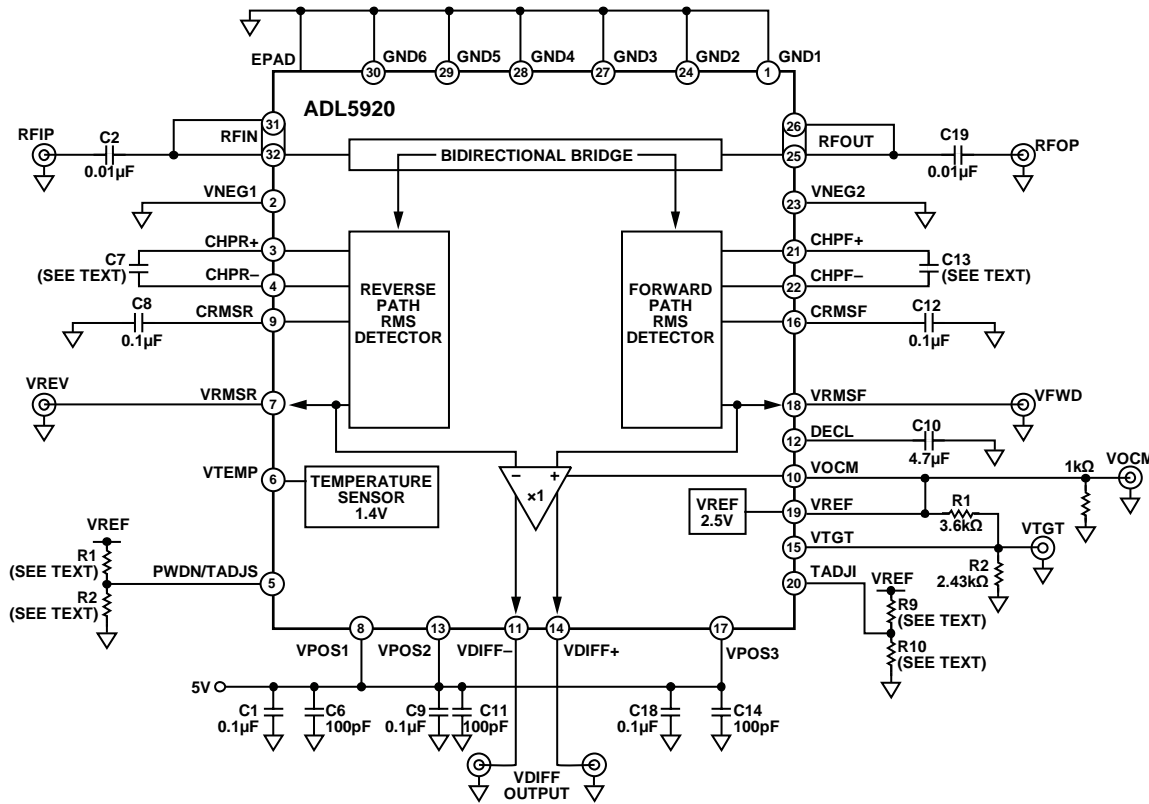 EPAD
GND6
GND5
GND4
GND3
GND2
GND1
30
29
28
27
24
1
ADL5920
RFIP
C2
0.01µF
RFIN
31
32
BIDIRECTIONAL BRIDGE
26
25
RFOUT
C19
0.01µF
RFOP
VNEG1
2
23
VNEG2
C7
(SEE TEXT)
CHPR+
3
CHPR–
4
C8
0.1µF
CRMSR
9
REVERSE
PATH
RMS
DETECTOR
FORWARD
PATH
RMS
DETECTOR
21
CHPF+
22
CHPF–
C13
(SEE TEXT)
16
CRMSF
C12
0.1µF
VREV
VRMSR
7
18
VRMSF
VFWD
12
DECL
C10
4.7µF
VTEMP
6
TEMPERATURE
SENSOR
1.4V
– +
×1
10
VOCM
1kΩ
VOCM
VREF
2.5V
19
VREF
R1
3.6kΩ
15
VTGT
VTGT
R2
2.43kΩ
VREF
R1
(SEE TEXT)
R2
(SEE TEXT)
PWDN/TADJS
5
20
TADJI
VREF
R9
(SEE TEXT)
R10
(SEE TEXT)
8
13
11
14
17
VPOS1
VPOS2
VDIFF–
VDIFF+
VPOS3
5V
C1
0.1µF
C6
100pF
C9
0.1µF
C11
100pF
C18
0.1µF
C14
100pF
VDIFF
OUTPUT